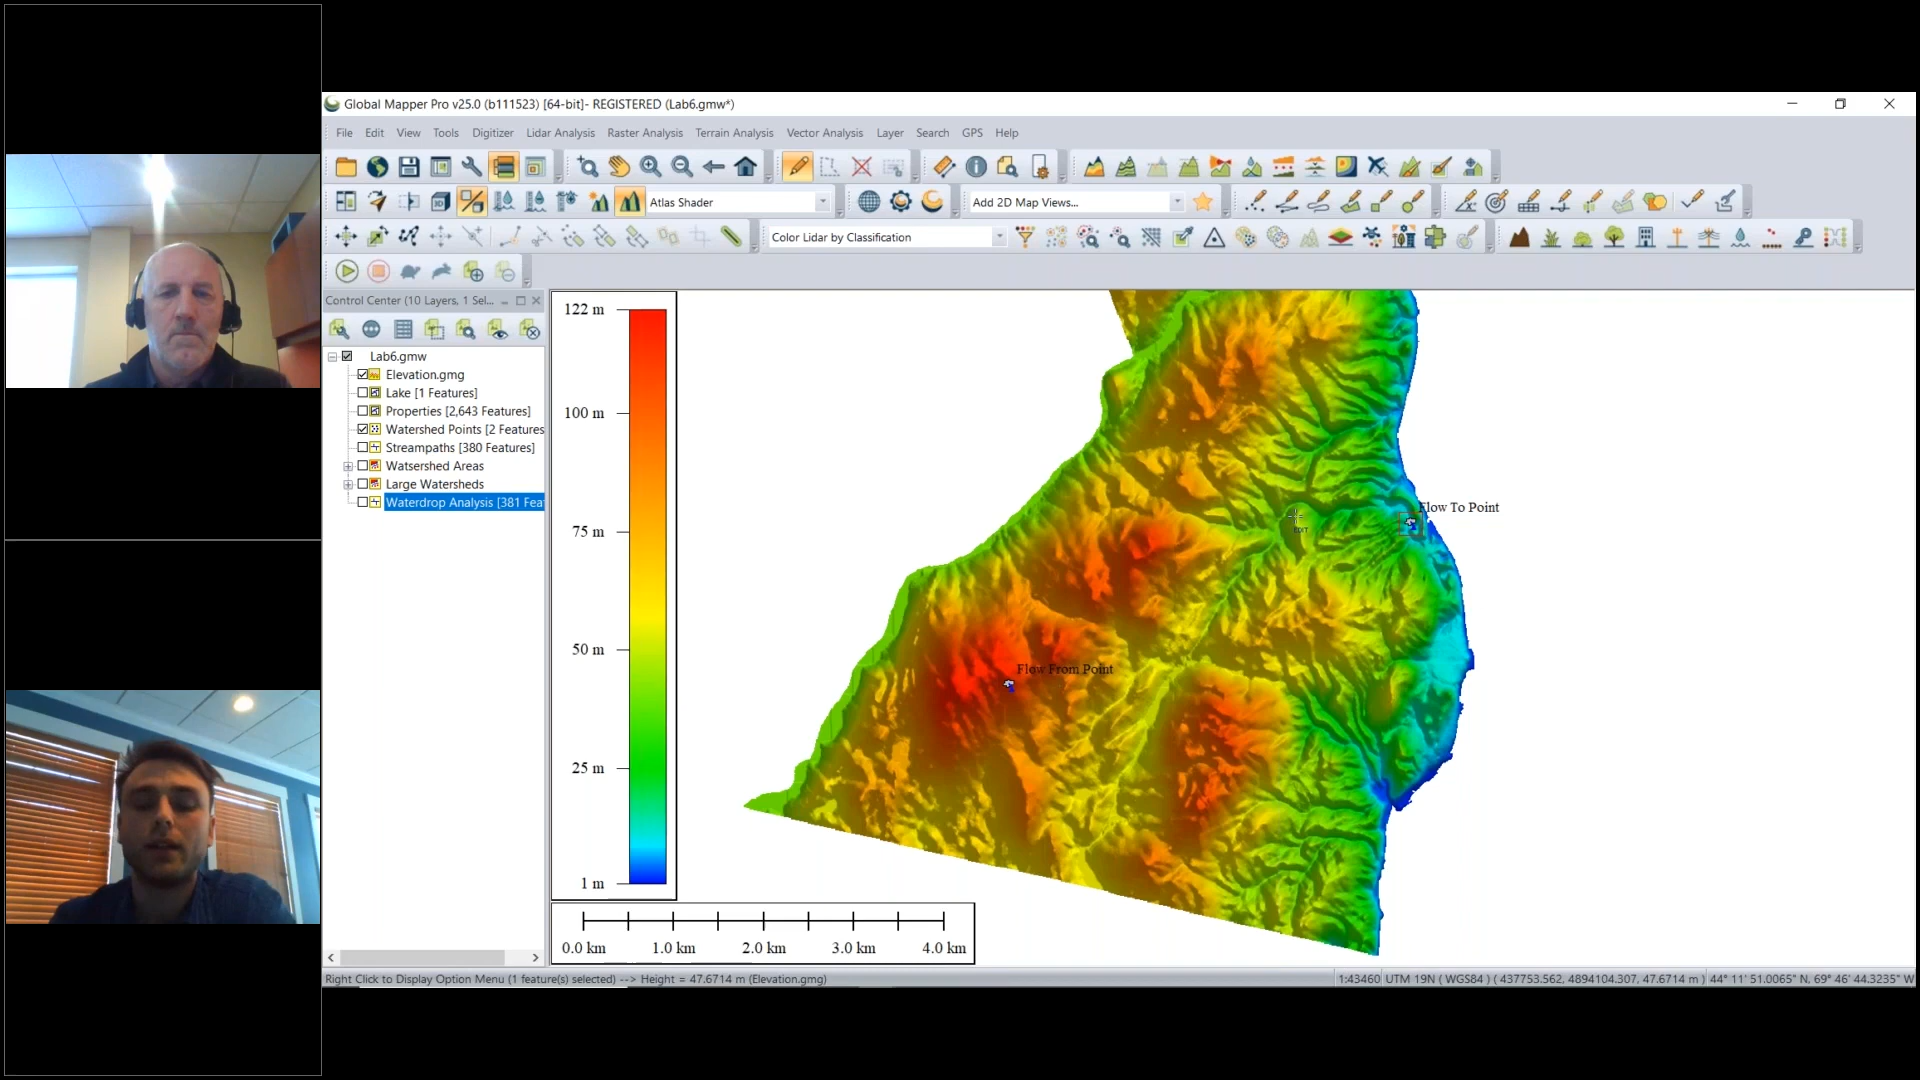 Global Mapper Pro v25.0 (b111523) [64-bit]- REGISTERED (Lab6.gmw*)
File Edit View Tools Digitizer Lidar Analysis Raster Analysis Terrain Analysis Vector Analysis Layer Search GPS Help
Atlas Shader
Add 2D Map Views...
Color Lidar by Classification
Control Center (10 Layers, 1 Sel...
Lab6.gmw
Elevation.gmg
Lake [1 Features]
Properties [2,643 Features]
Watershed Points [2 Features
Streampaths [380 Features]
Watsershed Areas
Large Watersheds
Waterdrop Analysis [381 Fea
122 m
100 m
75 m
50 m
25 m
1 m
0.0 km 1.0 km 2.0 km 3.0 km 4.0 km
Flow To Point
EDIT
Flow From Point
Right Click to Display Option Menu (1 feature(s) selected) --> Height = 47.6714 m (Elevation.gmg)
1:43460 UTM 19N ( WGS84 ) ( 437753.562, 4894104.307, 47.6714 m ) 44° 11' 51.0065" N, 69° 46' 44.3235" W